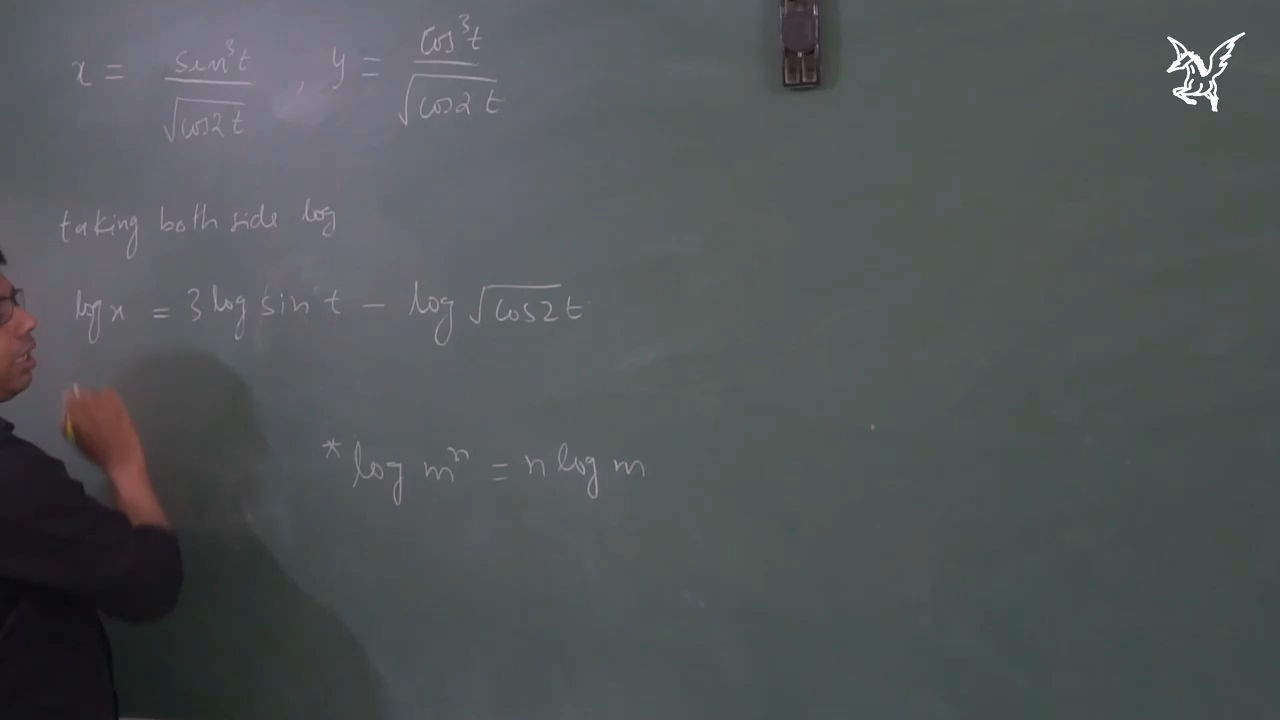 x = sin³t / √cos2t , y = cos³t / √cos2t
taking both side log
log x = 3 log sin t - log √cos2t
* log mⁿ = n log m